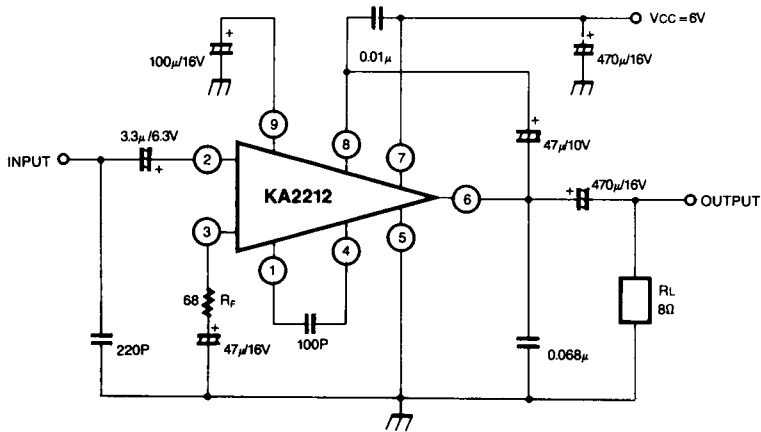 VCC = 6V
100μ/16V
0.01μ
470μ/16V
9
8
7
3.3μ/6.3V
47μ/10V
INPUT
2
KA2212
6
470μ/16V
OUTPUT
3
1
4
5
68
RF
100P
RL
8Ω
220P
47μ/16V
0.068μ
+
+
+
+
+
+